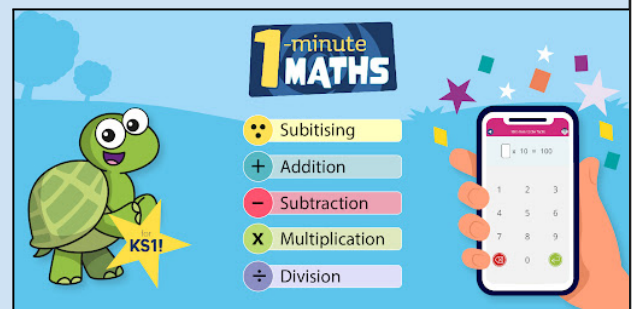 1-minute
MATHS
Subitising
+ Addition
- Subtraction
x Multiplication
÷ Division
for
KS1!
10 = 100
1 2 3
4 5 6
7 8 9
0